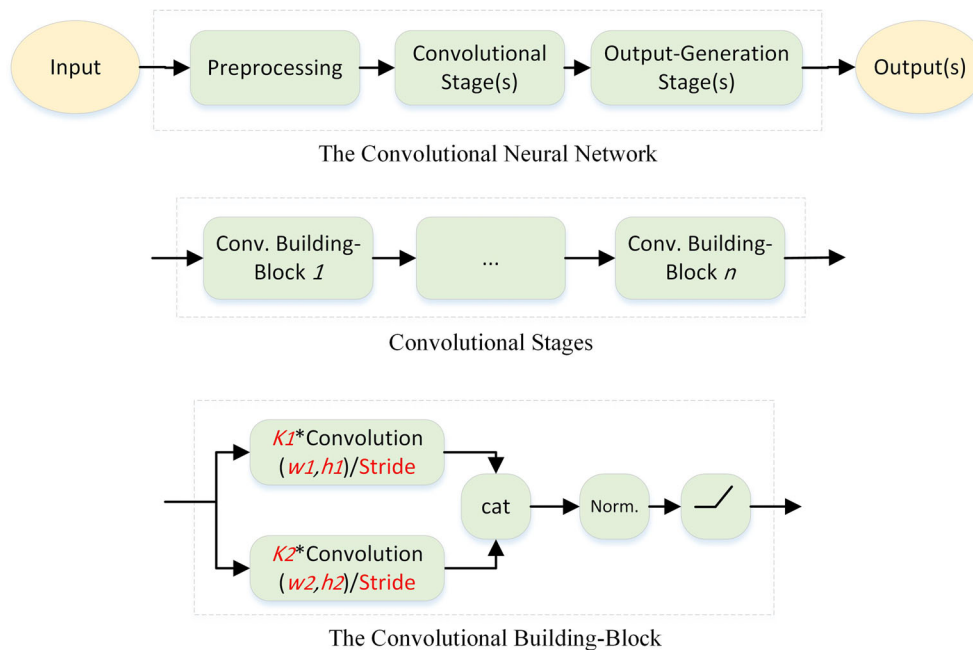 Input
Preprocessing
Convolutional
Stage(s)
Output-Generation
Stage(s)
Output(s)
The Convolutional Neural Network
Conv. Building-
Block 1
...
Conv. Building-
Block n
Convolutional Stages
K1*Convolution
(w1,h1)/Stride
K2*Convolution
(w2,h2)/Stride
cat
Norm.
The Convolutional Building-Block